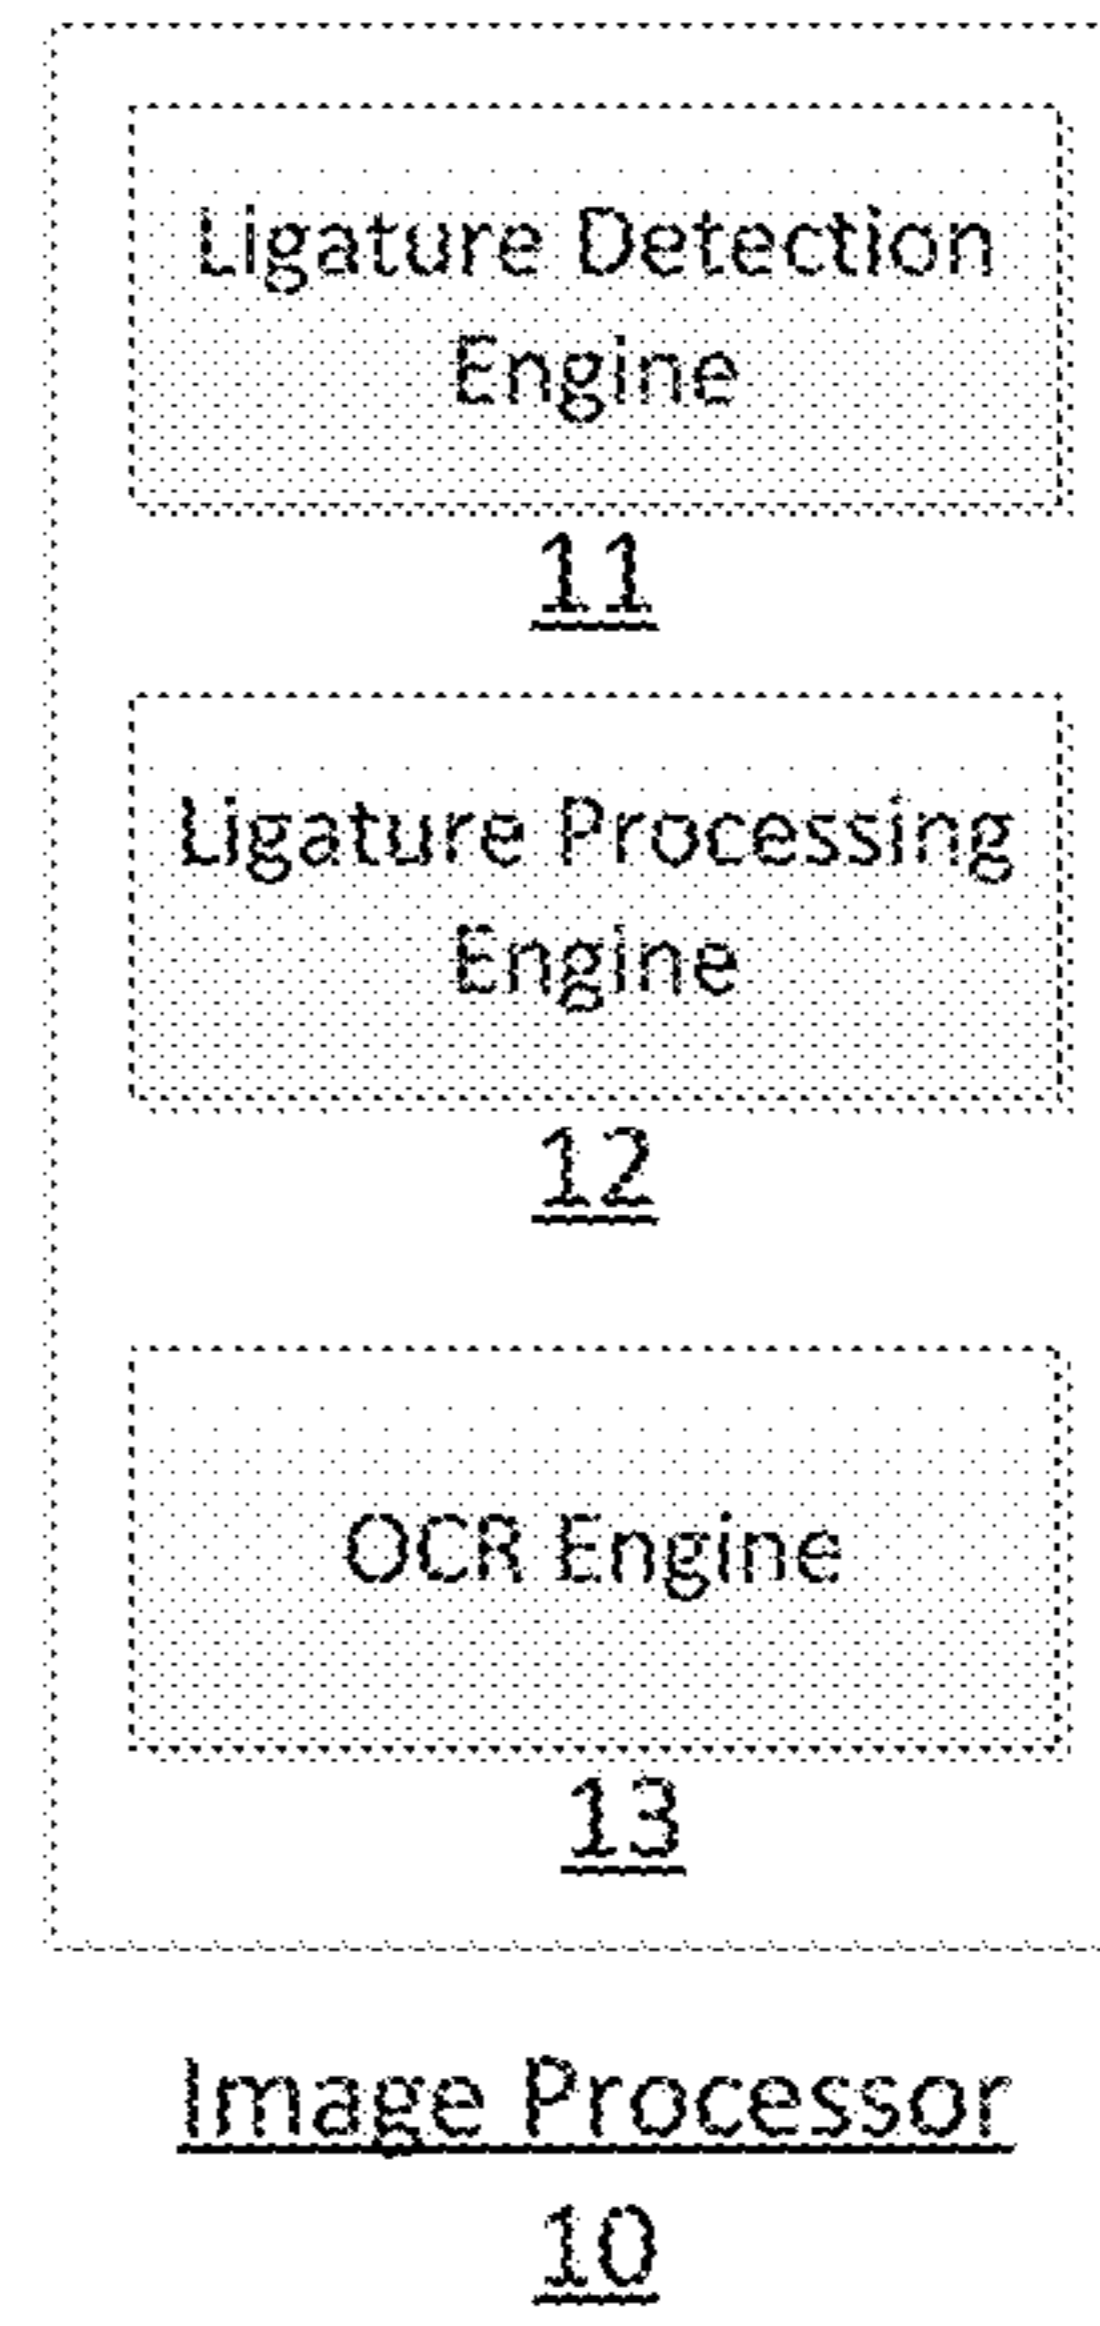 Ligature Detection
Engine
11
Ligature Processing
Engine
12
OCR Engine
13
Image Processor
10